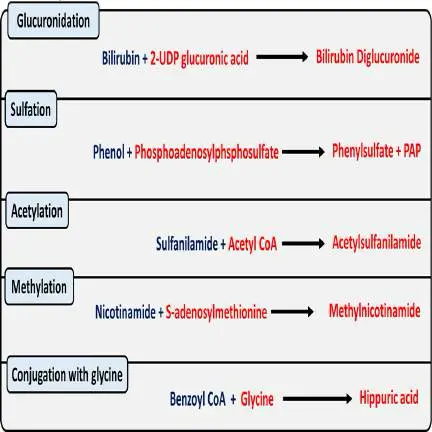 Glucuronidation
Bilirubin + 2-UDP glucuronic acid Bilirubin Diglucuronide
Sulfation
Phenol + Phosphoadenosylphsphosulfate Phenylsulfate + PAP
Acetylation
Sulfanilamide + Acetyl CoA Acetylsulfanilamide
Methylation
Nicotinamide + S-adenosylmethionine Methylnicotinamide
Conjugation with glycine
Benzoyl CoA + Glycine Hippuric acid